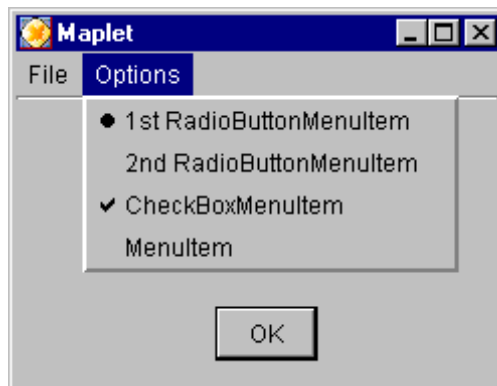 Maplet
File Options
1st RadioButtonMenuItem
2nd RadioButtonMenuItem
CheckBoxMenuItem
MenuItem
OK